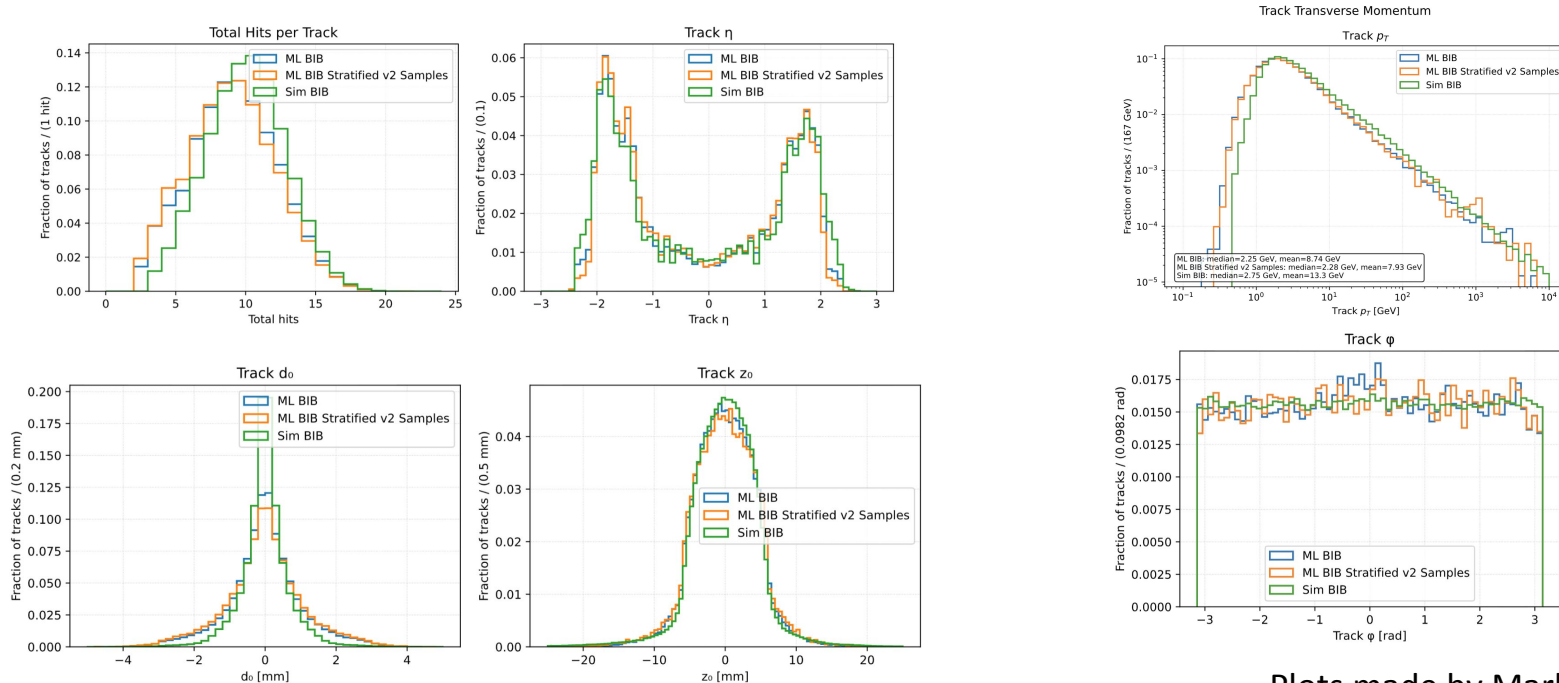 Total Hits per Track
ML BIB
ML BIB Stratified v2 Samples
Sim BIB
Fraction of tracks / (1 hit)
0.14
0.12
0.10
0.08
0.06
0.04
0.02
0.00
0 5 10 15 20 25
Total hits
Track η
ML BIB
ML BIB Stratified v2 Samples
Sim BIB
Fraction of tracks / (0.1)
0.06
0.05
0.04
0.03
0.02
0.01
0.00
−3 −2 −1 0 1 2 3
Track η
Track Transverse Momentum
Track pT
ML BIB
ML BIB Stratified v2 Samples
Sim BIB
Fraction of tracks / (167 GeV)
10⁻¹
10⁻²
10⁻³
10⁻⁴
10⁻⁵
ML BIB: median=2.25 GeV, mean=8.74 GeV
ML BIB Stratified v2 Samples: median=2.28 GeV, mean=7.93 GeV
Sim BIB: median=2.75 GeV, mean=13.3 GeV
10⁻¹ 10⁰ 10¹ 10² 10³ 10⁴
Track pT [GeV]
Track d₀
ML BIB
ML BIB Stratified v2 Samples
Sim BIB
Fraction of tracks / (0.2 mm)
0.200
0.175
0.150
0.125
0.100
0.075
0.050
0.025
0.000
−4 −2 0 2 4
d₀ [mm]
Track z₀
ML BIB
ML BIB Stratified v2 Samples
Sim BIB
Fraction of tracks / (0.5 mm)
0.04
0.03
0.02
0.01
0.00
−20 −10 0 10 20
z₀ [mm]
Track φ
Fraction of tracks / (0.0982 rad)
0.0175
0.0150
0.0125
0.0100
0.0075
0.0050
0.0025
0.0000
ML BIB
ML BIB Stratified v2 Samples
Sim BIB
−3 −2 −1 0 1 2 3
Track φ [rad]
Plots made by